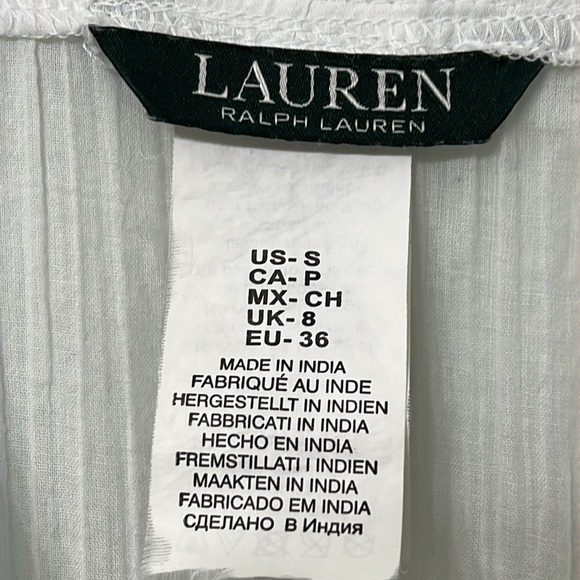 LAUREN
RALPH LAUREN
US- S
CA- P
MX- CH
UK- 8
EU- 36
MADE IN INDIA
FABRIQUÉ AU INDE
HERGESTELLT IN INDIEN
FABBRICATI IN INDIA
HECHO EN INDIA
FREMSTILLATI I INDIEN
MAAKTEN IN INDIA
FABRICADO EM INDIA
СДЕЛАНО В Индия